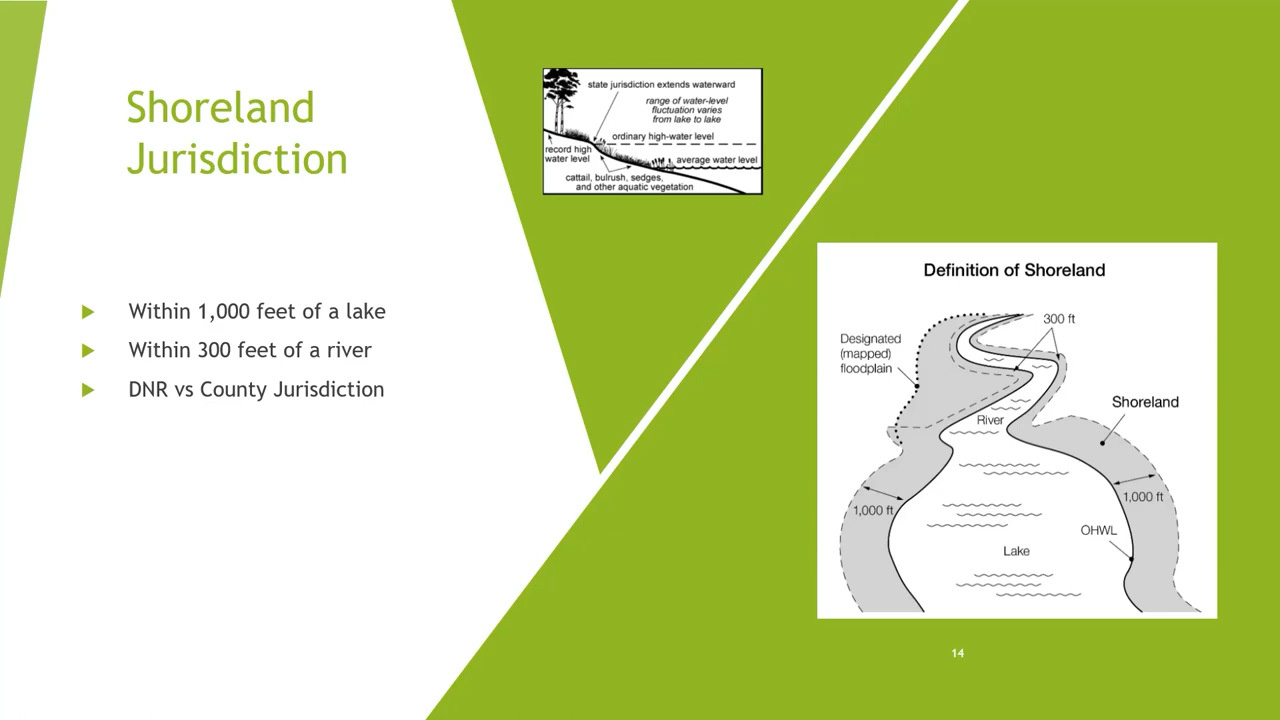 Shoreland
Jurisdiction
Within 1,000 feet of a lake
Within 300 feet of a river
DNR vs County Jurisdiction
state jurisdiction extends waterward
range of water-level
fluctuation varies
from lake to lake
ordinary high-water level
record high
water level
average water level
cattail, bulrush, sedges,
and other aquatic vegetation
Definition of Shoreland
300 ft
Designated
(mapped)
floodplain
Shoreland
River
1,000 ft
1,000 ft
OHWL
Lake
14